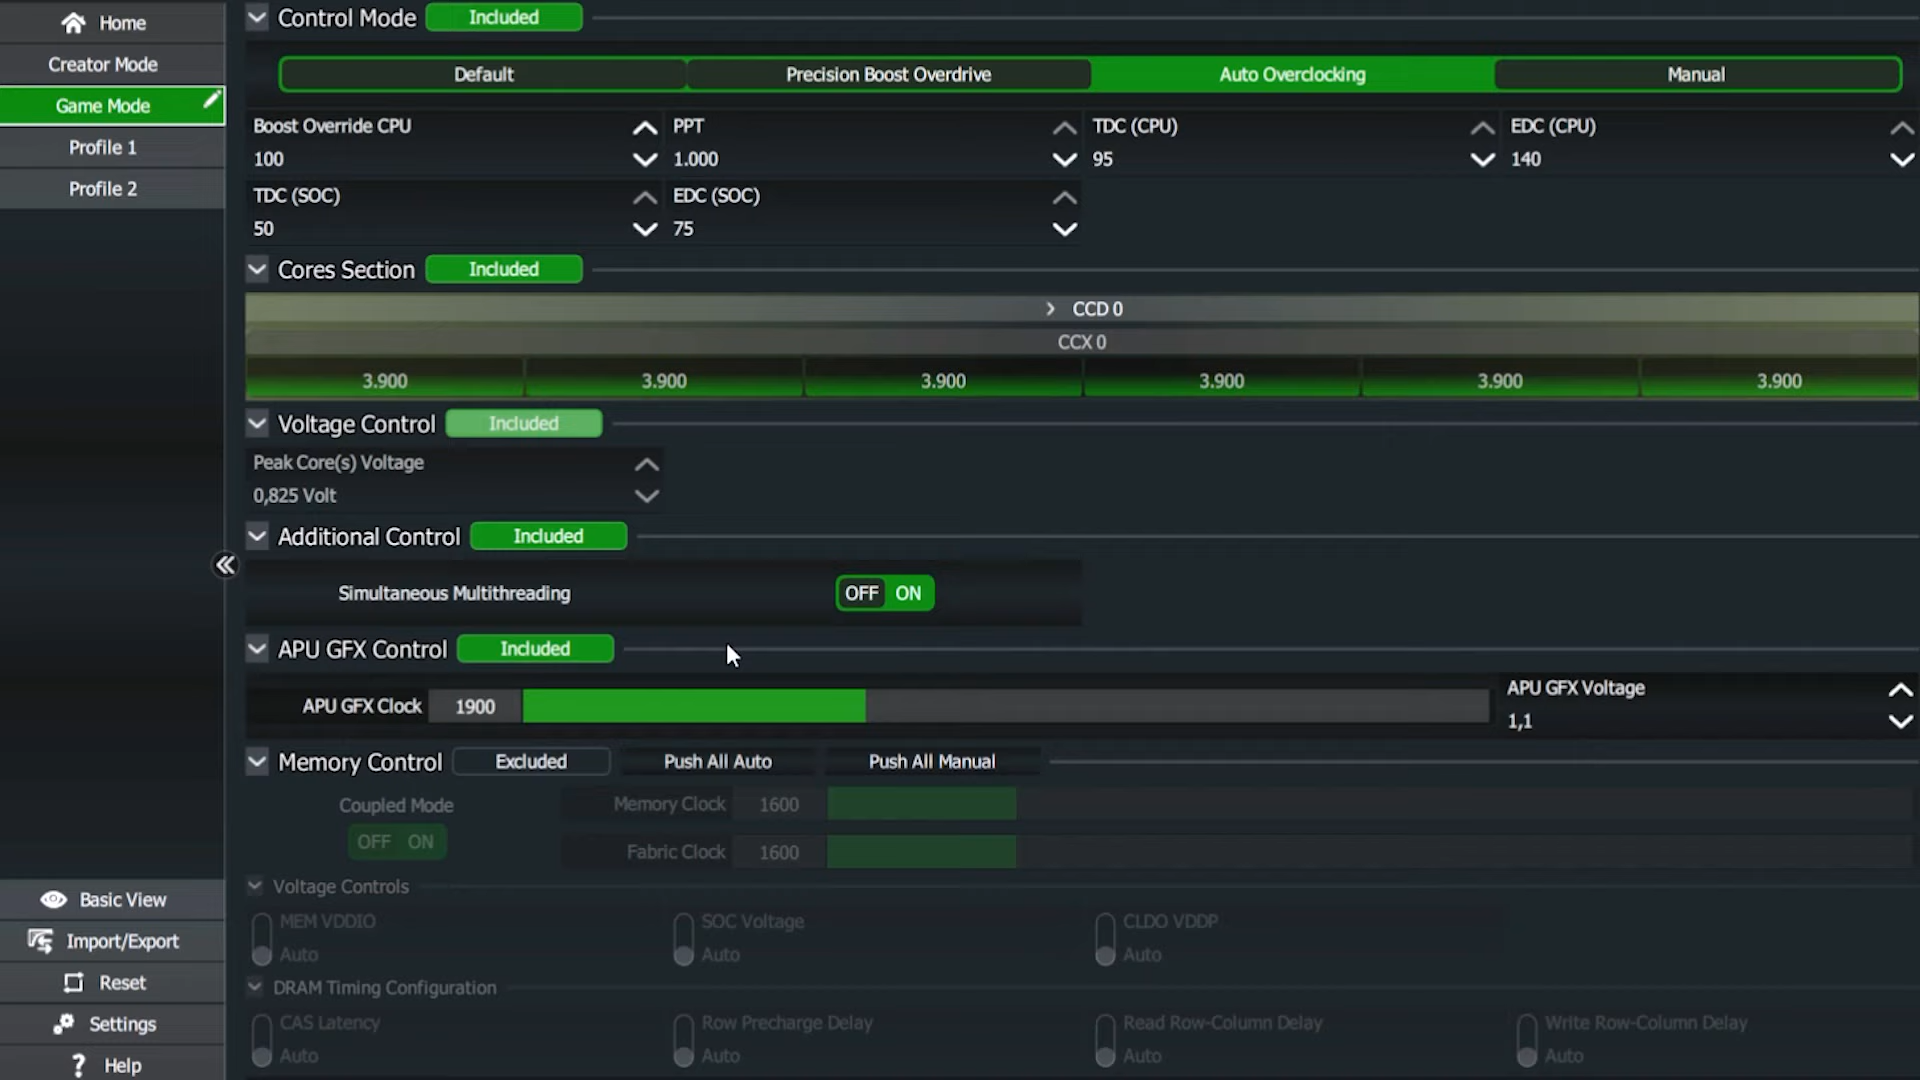 Home
Creator Mode
Game Mode
Profile 1
Profile 2
Control Mode Included
Default Precision Boost Overdrive Auto Overclocking Manual
Boost Override CPU PPT TDC (CPU) EDC (CPU)
100 1.000 95 140
TDC (SOC) EDC (SOC)
50 75
Cores Section Included
CCD 0
CCX 0
3.900 3.900 3.900 3.900 3.900 3.900
Voltage Control Included
Peak Core(s) Voltage
0,825 Volt
Additional Control Included
Simultaneous Multithreading OFF ON
APU GFX Control Included
APU GFX Clock 1900
APU GFX Voltage
1,1
Memory Control Excluded Push All Auto Push All Manual
Coupled Mode
OFF ON
Memory Clock 1600
Fabric Clock 1600
Voltage Controls
MEM VDDIO SOC Voltage CLDO VDDP
Auto Auto Auto
DRAM Timing Configuration
CAS Latency Row Precharge Delay Read Row-Column Delay Write Row-Column Delay
Auto Auto Auto Auto
Basic View
Import/Export
Reset
Settings
Help